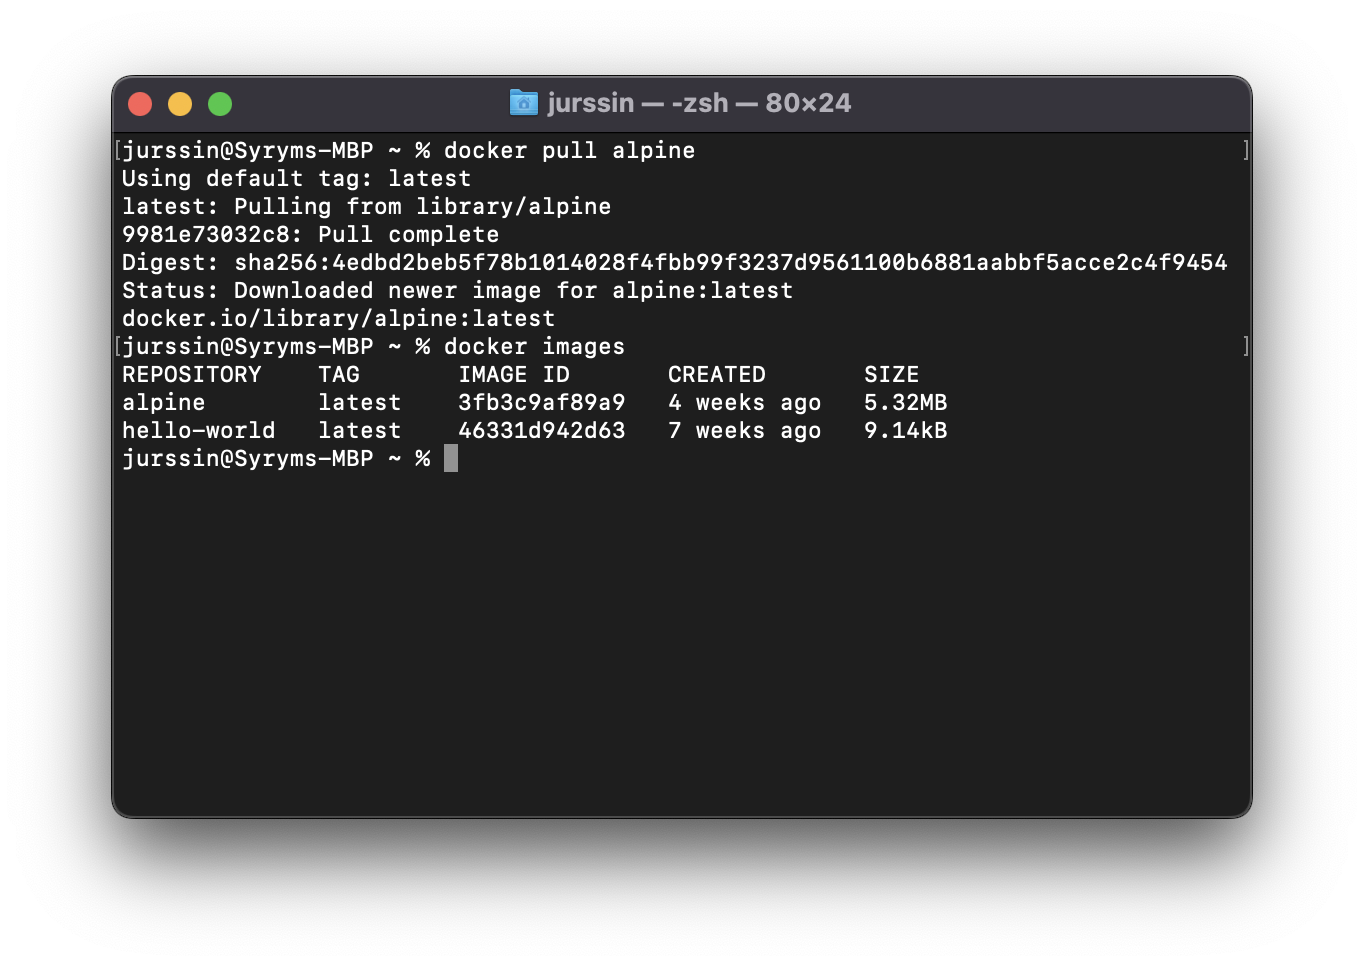 jurssin — -zsh — 80×24
[jurssin@Syryms-MBP ~ % docker pull alpine ]
Using default tag: latest
latest: Pulling from library/alpine
9981e73032c8: Pull complete
Digest: sha256:4edbd2beb5f78b1014028f4fbb99f3237d9561100b6881aabbf5acce2c4f9454
Status: Downloaded newer image for alpine:latest
docker.io/library/alpine:latest
[jurssin@Syryms-MBP ~ % docker images ]
REPOSITORY    TAG       IMAGE ID       CREATED       SIZE
alpine        latest    3fb3c9af89a9   4 weeks ago   5.32MB
hello-world   latest    46331d942d63   7 weeks ago   9.14kB
jurssin@Syryms-MBP ~ %